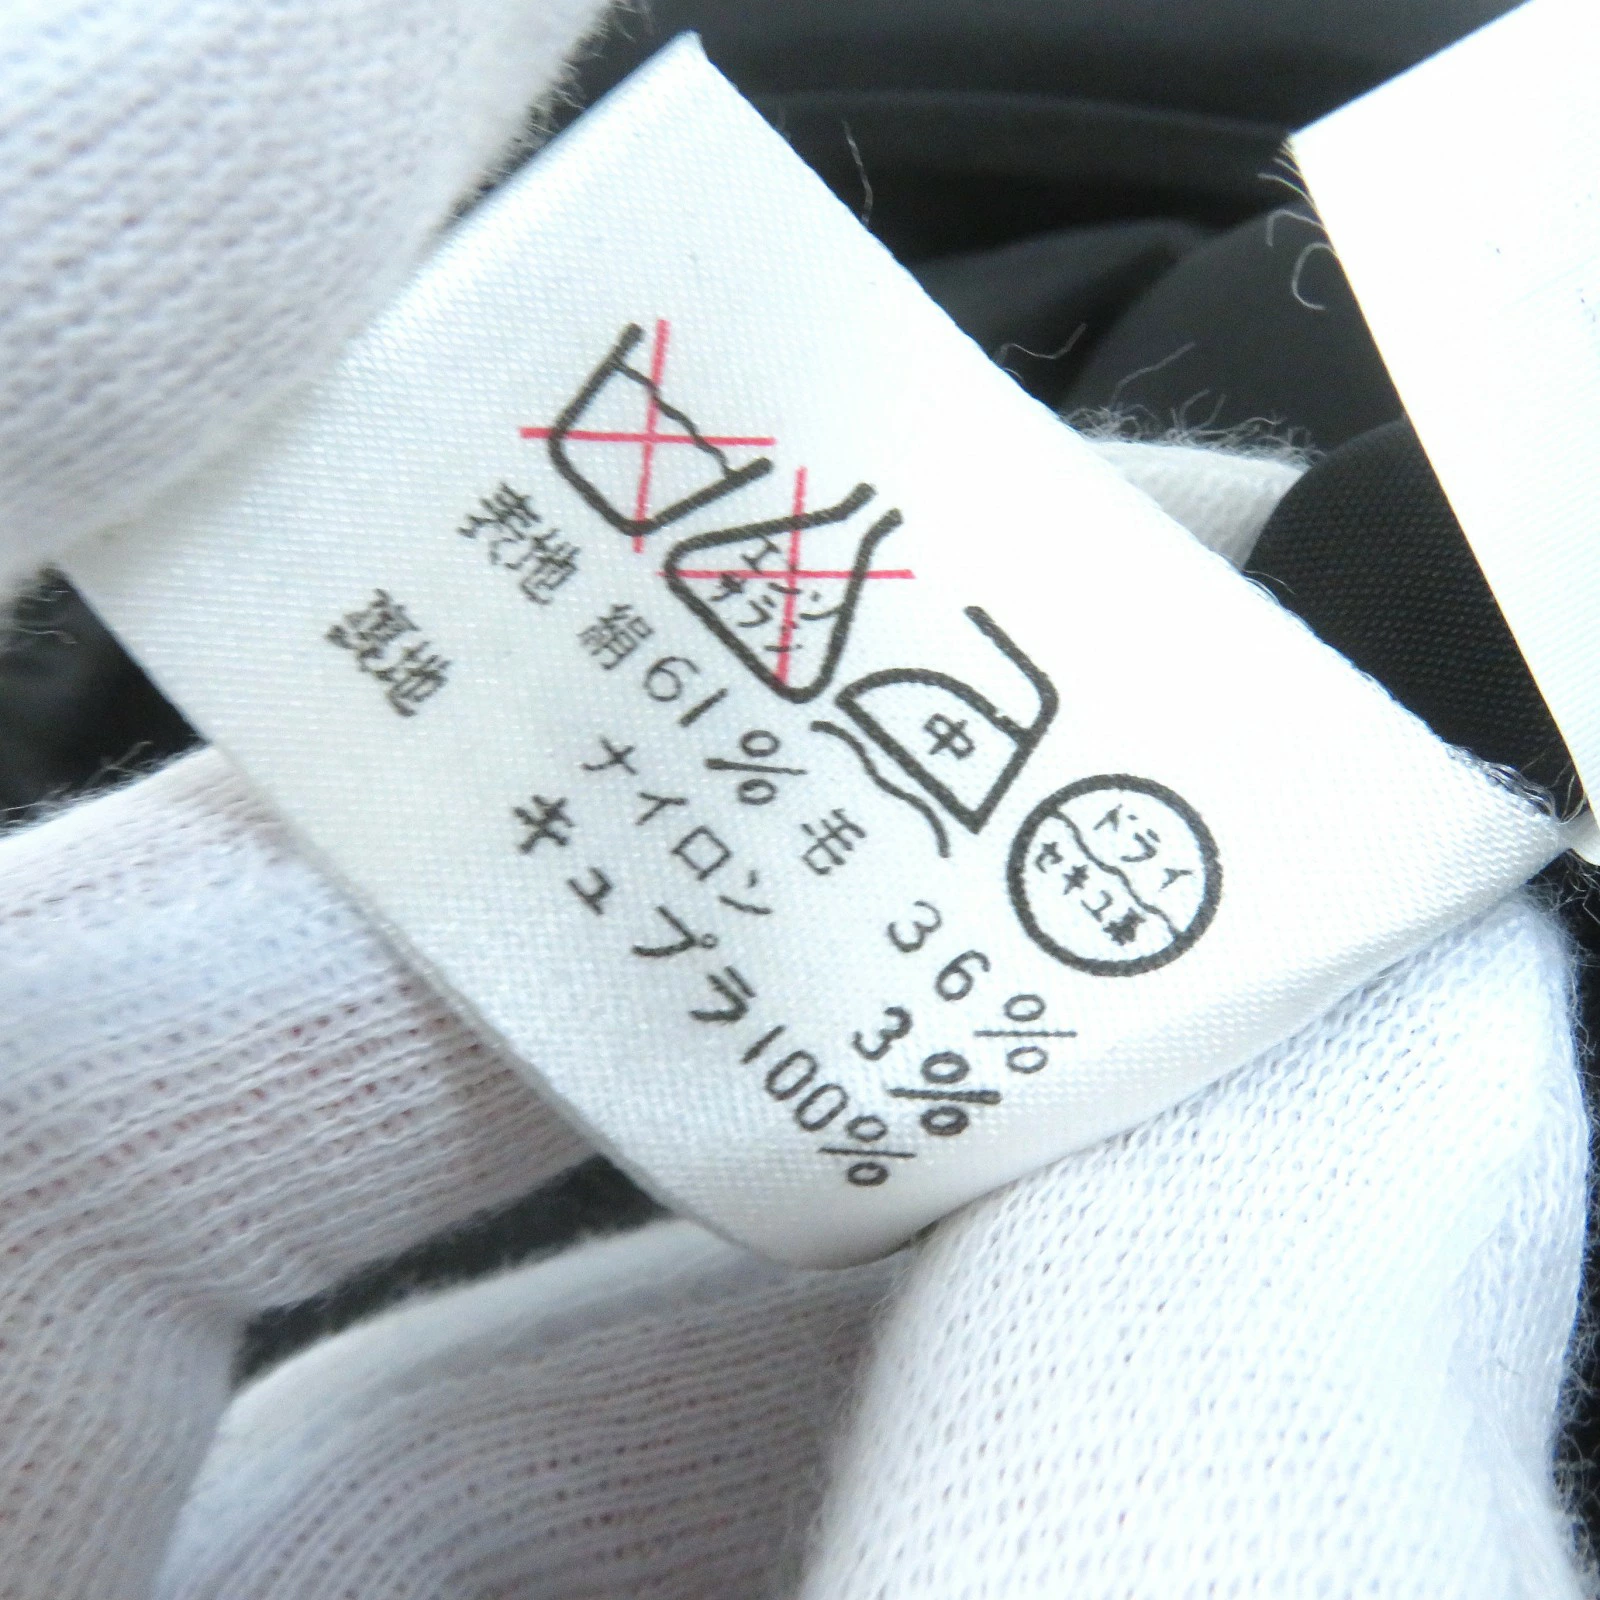 エンソ
サラシ
中
ドライ
セキユ系
表地 絹61%毛 36%
ナイロン 3%
裏地 キュプラ100%